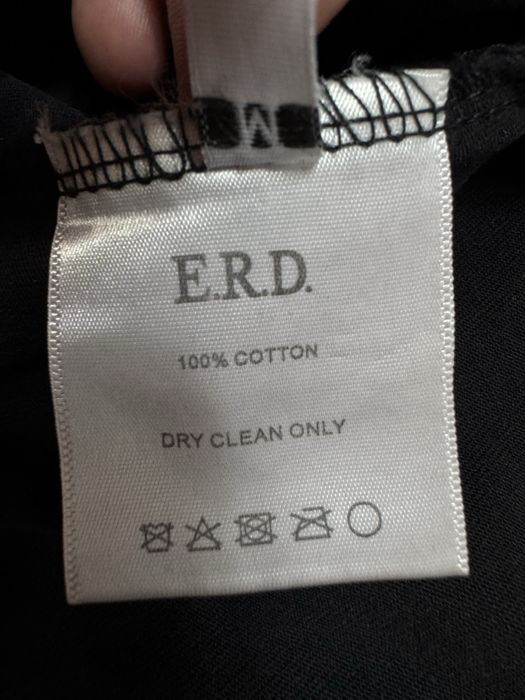 M
E.R.D.
100% COTTON
DRY CLEAN ONLY